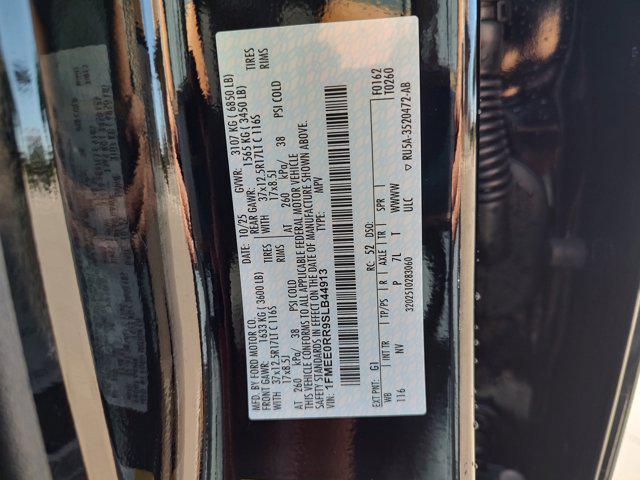 MFD. BY FORD MOTOR CO.
DATE: 10/25 GVWR: 3107 KG ( 6850 LB)
FRONT GAWR: 1633 KG ( 3600 LB) REAR GAWR: 1565 KG ( 3450 LB)
WITH 37x12.5R17LT C 116S TIRES WITH 37x12.5R17LT C 116S TIRES
17x8.5J RIMS 17x8.5J RIMS
AT 260 kPa/ 38 PSI COLD AT 260 kPa/ 38 PSI COLD
THIS VEHICLE CONFORMS TO ALL APPLICABLE FEDERAL MOTOR VEHICLE
SAFETY STANDARDS IN EFFECT ON THE DATE OF MANUFACTURE SHOWN ABOVE.
VIN: 1FMEE0RR9SLB44913 TYPE: MPV
F0162
T0260
EXT PNT: G1 RC: 52 DSO:
WB INT TR TP/PS R AXLE TR SPR
116 NV P 7L T WWWW
3202510283060 ULC ▽ RU5A-3520472-AB